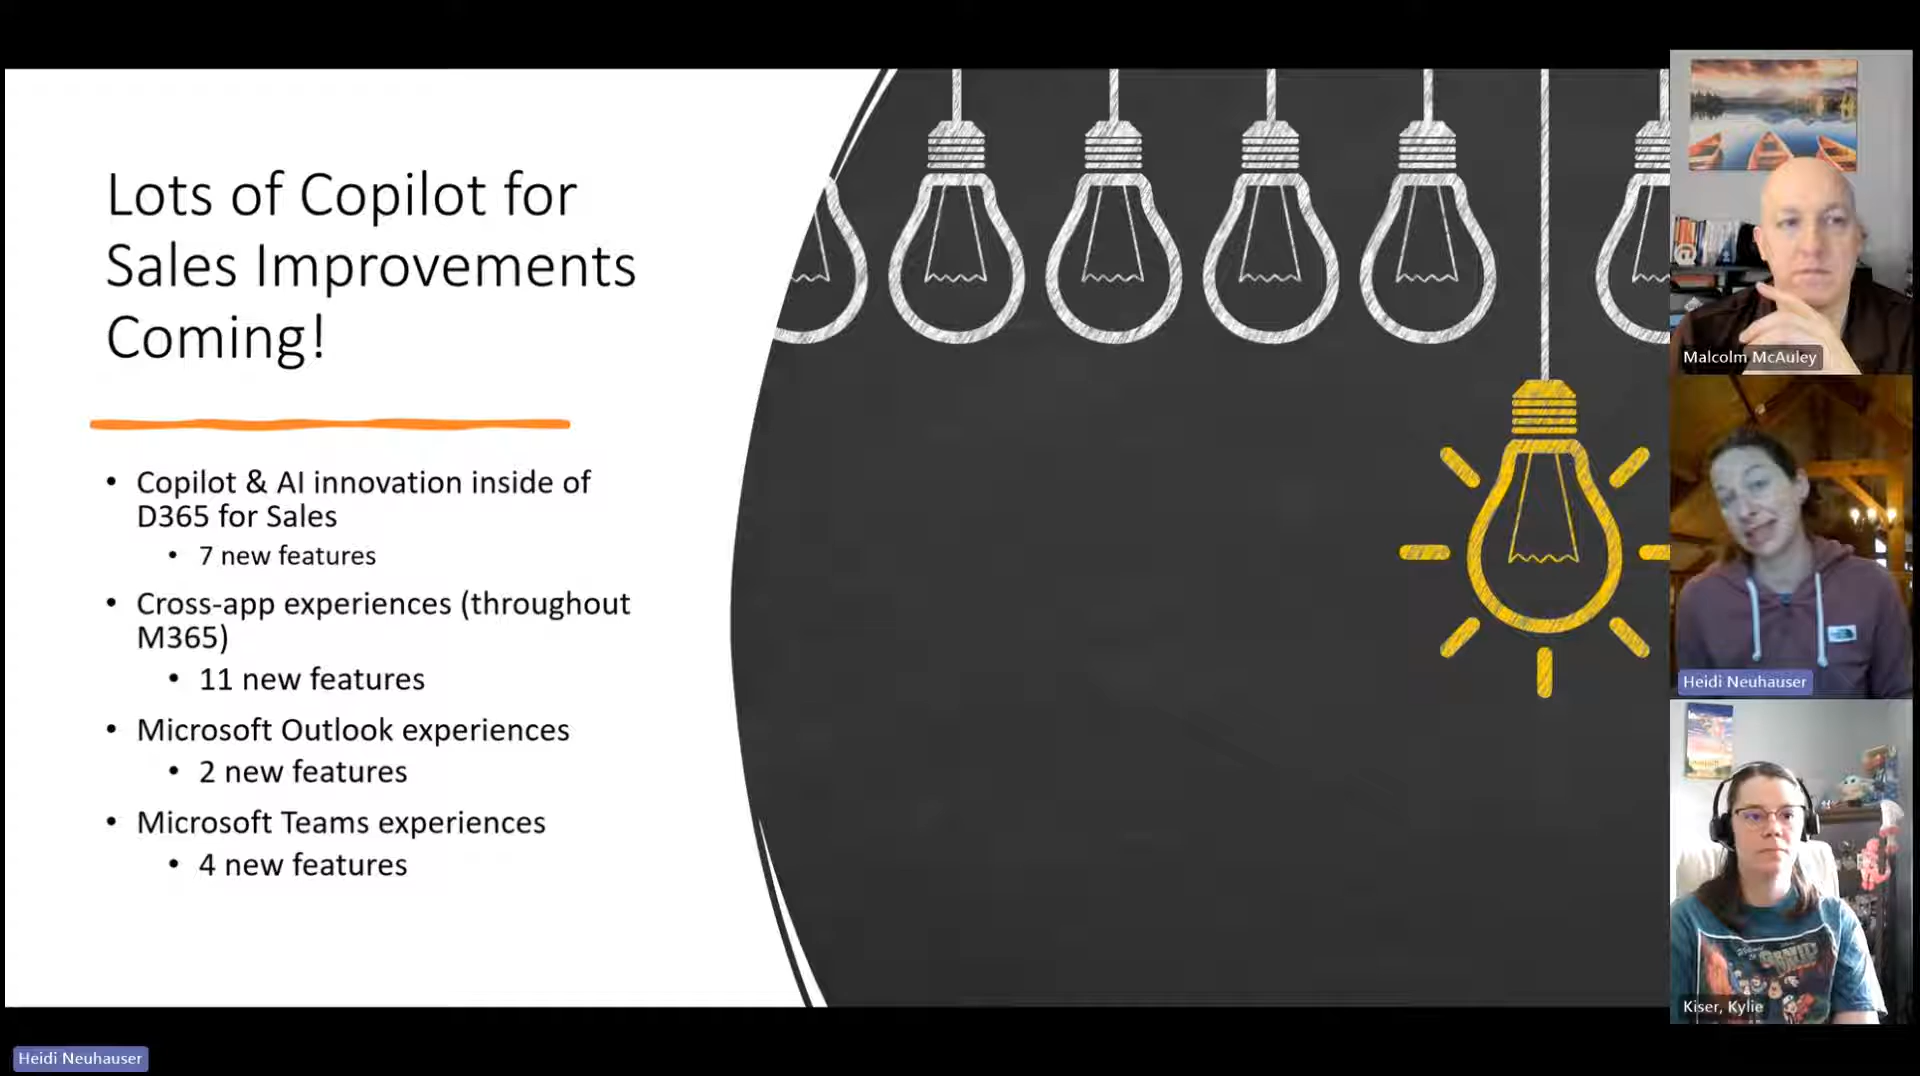 Lots of Copilot for
Sales Improvements
Coming!
• Copilot & AI innovation inside of
D365 for Sales
• 7 new features
• Cross-app experiences (throughout
M365)
• 11 new features
• Microsoft Outlook experiences
• 2 new features
• Microsoft Teams experiences
• 4 new features
Malcolm McAuley
Heidi Neuhauser
Kiser, Kylie
Heidi Neuhauser